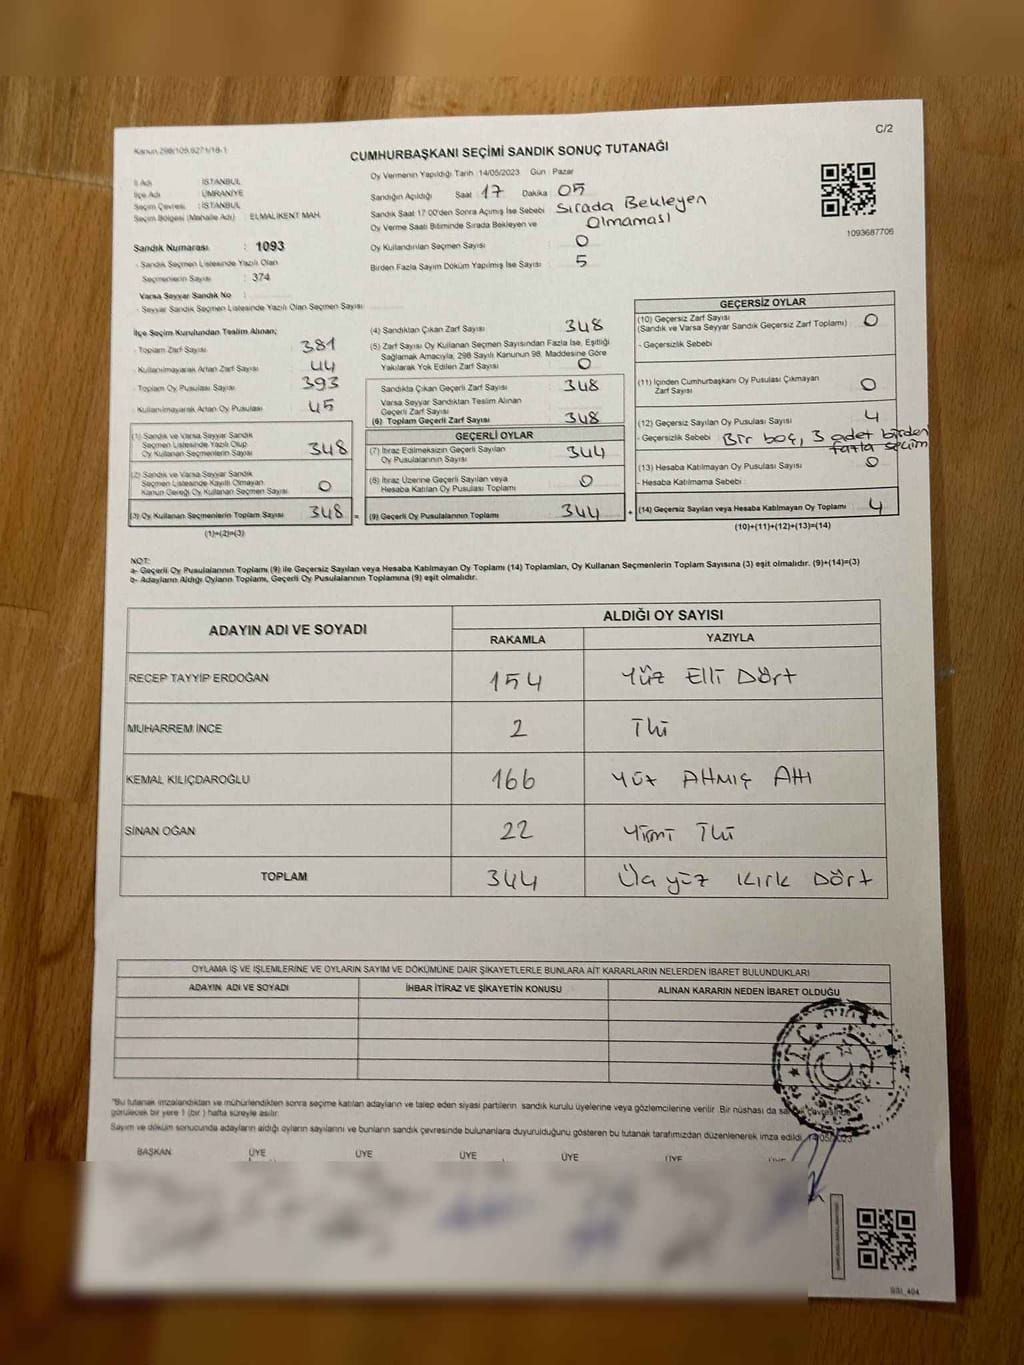 C/2
Kanun.298/105,6271/18-1
CUMHURBAŞKANI SEÇİMİ SANDIK SONUÇ TUTANAĞI
İl Adı : İSTANBUL
İlçe Adı : ÜMRANİYE
Seçim Çevresi : İSTANBUL
Seçim Bölgesi (Mahalle Adı) : ELMALIKENT MAH.
Sandık Numarası : 1093
- Sandık Seçmen Listesinde Yazılı Olan
Seçmenlerin Sayısı : 374
Varsa Seyyar Sandık No :
- Seyyar Sandık Seçmen Listesinde Yazılı Olan Seçmen Sayısı :
Oy Vermenin Yapıldığı Tarih 14/05/2023 Gün : Pazar
Sandığın Açıldığı Saat 17 Dakika 05
Sandık Saat 17:00'den Sonra Açımış İse Sebebi Sırada Bekleyen
Oy Verme Saati Bitiminde Sırada Bekleyen ve Olmaması
Oy Kullandırılan Seçmen Sayısı 0
Birden Fazla Sayım Döküm Yapılmış İse Sayısı 5
1093687706
İlçe Seçim Kurulundan Teslim Alınan;
- Toplam Zarf Sayısı 381
- Kullanılmayarak Artan Zarf Sayısı 44
- Toplam Oy Pusulası Sayısı 393
- Kullanılmayarak Artan Oy Pusulası 45
(1) Sandık ve Varsa Seyyar Sandık
Seçmen Listesinde Yazılı Olup
Oy Kullanan Seçmenlerin Sayısı 348
(2) Sandık ve Varsa Seyyar Sandık
Seçmen Listesinde Kayıtlı Olmayan
Kanun Gereği Oy Kullanan Seçmen Sayısı 0
(3) Oy Kullanan Seçmenlerin Toplam Sayısı 348 =
(1)+(2)=(3)
(4) Sandıktan Çıkan Zarf Sayısı 348
(5) Zarf Sayısı Oy Kullanan Seçmen Sayısından Fazla İse, Eşitliği
Sağlamak Amacıyla, 298 Sayılı Kanunun 98. Maddesine Göre
Yakılarak Yok Edilen Zarf Sayısı 0
Sandıkta Çıkan Geçerli Zarf Sayısı 348
Varsa Seyyar Sandıktan Teslim Alınan
Geçerli Zarf Sayısı
(6) Toplam Geçerli Zarf Sayısı 348
GEÇERLİ OYLAR
(7) İtiraz Edilmeksizin Geçerli Sayılan
Oy Pusulalarının Sayısı 344
(8) İtiraz Üzerine Geçerli Sayılan veya
Hesaba Katılan Oy Pusulası Toplamı 0
(9) Geçerli Oy Pusulalarının Toplamı 344 +
GEÇERSİZ OYLAR
(10) Geçersiz Zarf Sayısı 0
(Sandık ve Varsa Seyyar Sandık Geçersiz Zarf Toplamı)
- Geçersizlik Sebebi
(11) İçinden Cumhurbaşkanı Oy Pusulası Çıkmayan
Zarf Sayısı 0
(12) Geçersiz Sayılan Oy Pusulası Sayısı 4
- Geçersizlik Sebebi Bir boş, 3 adet birden
fazla seçim
(13) Hesaba Katılmayan Oy Pusulası Sayısı 0
- Hesaba Katılmama Sebebi
(14) Geçersiz Sayılan veya Hesaba Katılmayan Oy Toplamı 4
(10)+(11)+(12)+(13)=(14)
NOT:
a- Geçerli Oy Pusulalarının Toplamı (9) ile Geçersiz Sayılan veya Hesaba Katılmayan Oy Toplamı (14) Toplamları, Oy Kullanan Seçmenlerin Toplam Sayısına (3) eşit olmalıdır. (9)+(14)=(3)
b- Adayların Aldığı Oyların Toplamı, Geçerli Oy Pusulalarının Toplamına (9) eşit olmalıdır.
ADAYIN ADI VE SOYADI ALDIĞI OY SAYISI
RAKAMLA YAZIYLA
RECEP TAYYİP ERDOĞAN 154 Yüz Elli Dört
MUHARREM İNCE 2 İki
KEMAL KILIÇDAROĞLU 166 Yüz Altmış Altı
SİNAN OĞAN 22 Yirmi İki
TOPLAM 344 Üç yüz Kırk Dört
OYLAMA İŞ VE İŞLEMLERİNE VE OYLARIN SAYIM VE DÖKÜMÜNE DAİR ŞİKAYETLERLE BUNLARA AİT KARARLARIN NELERDEN İBARET BULUNDUKLARI
ADAYIN ADI VE SOYADI İHBAR İTİRAZ VE ŞİKAYETİN KONUSU ALINAN KARARIN NEDEN İBARET OLDUĞU
T.C.
"Bu tutanak imzalandıktan ve mühürlendikten sonra seçime katılan adayların ve talep eden siyasi partilerin sandık kurulu üyelerine veya gözlemcilerine verilir. Bir nüshası da sandık çevresinde
görülecek bir yere 1 (bir) hafta süreyle asılır.
Sayım ve döküm sonucunda adayların aldığı oyların sayılarını ve bunların sandık çevresinde bulunanlara duyurulduğunu gösteren bu tutanak tarafımızdan düzenlenerek imza edildi. 14/05/2023
BAŞKAN ÜYE ÜYE ÜYE ÜYE ÜYE ÜYE
SSİ_404